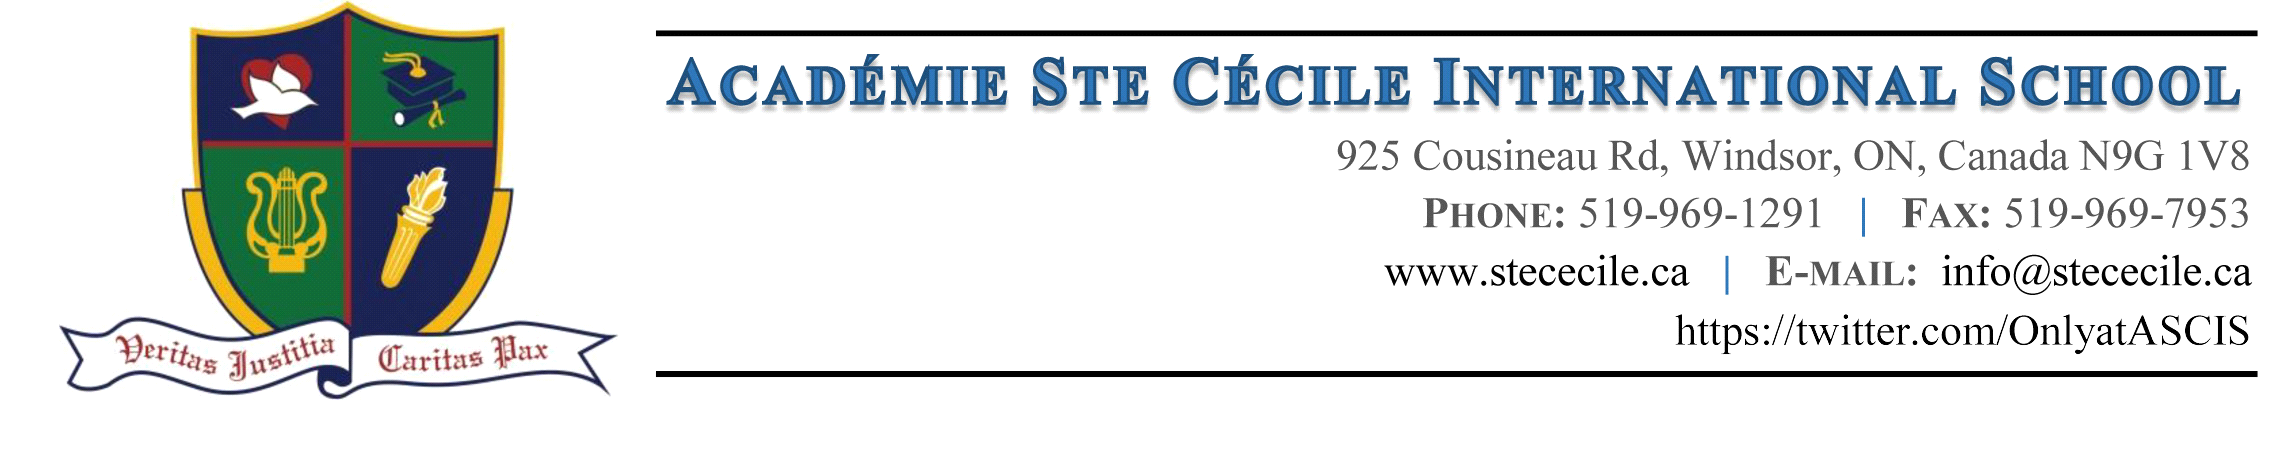 Veritas Justitia Caritas Pax
ACADÉMIE STE CÉCILE INTERNATIONAL SCHOOL
925 Cousineau Rd, Windsor, ON, Canada N9G 1V8
PHONE: 519-969-1291 | FAX: 519-969-7953
www.stececile.ca | E-MAIL: info@stececile.ca
https://twitter.com/OnlyatASCIS